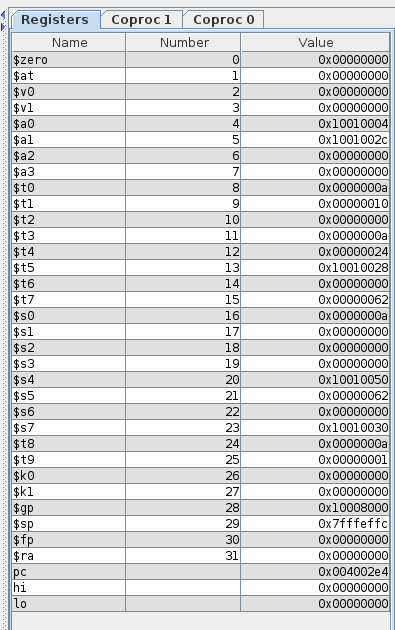 Registers Coproc 1 Coproc 0
Name Number Value
$zero 0 0x00000000
$at 1 0x00000000
$v0 2 0x00000000
$v1 3 0x00000000
$a0 4 0x10010004
$a1 5 0x1001002c
$a2 6 0x00000000
$a3 7 0x00000000
$t0 8 0x0000000a
$t1 9 0x00000010
$t2 10 0x00000000
$t3 11 0x0000000a
$t4 12 0x00000024
$t5 13 0x10010028
$t6 14 0x00000000
$t7 15 0x00000062
$s0 16 0x0000000a
$s1 17 0x00000000
$s2 18 0x00000000
$s3 19 0x00000000
$s4 20 0x10010050
$s5 21 0x00000062
$s6 22 0x00000000
$s7 23 0x10010030
$t8 24 0x0000000a
$t9 25 0x00000001
$k0 26 0x00000000
$k1 27 0x00000000
$gp 28 0x10008000
$sp 29 0x7fffeffc
$fp 30 0x00000000
$ra 31 0x00000000
pc 0x004002e4
hi 0x00000000
lo 0x00000000